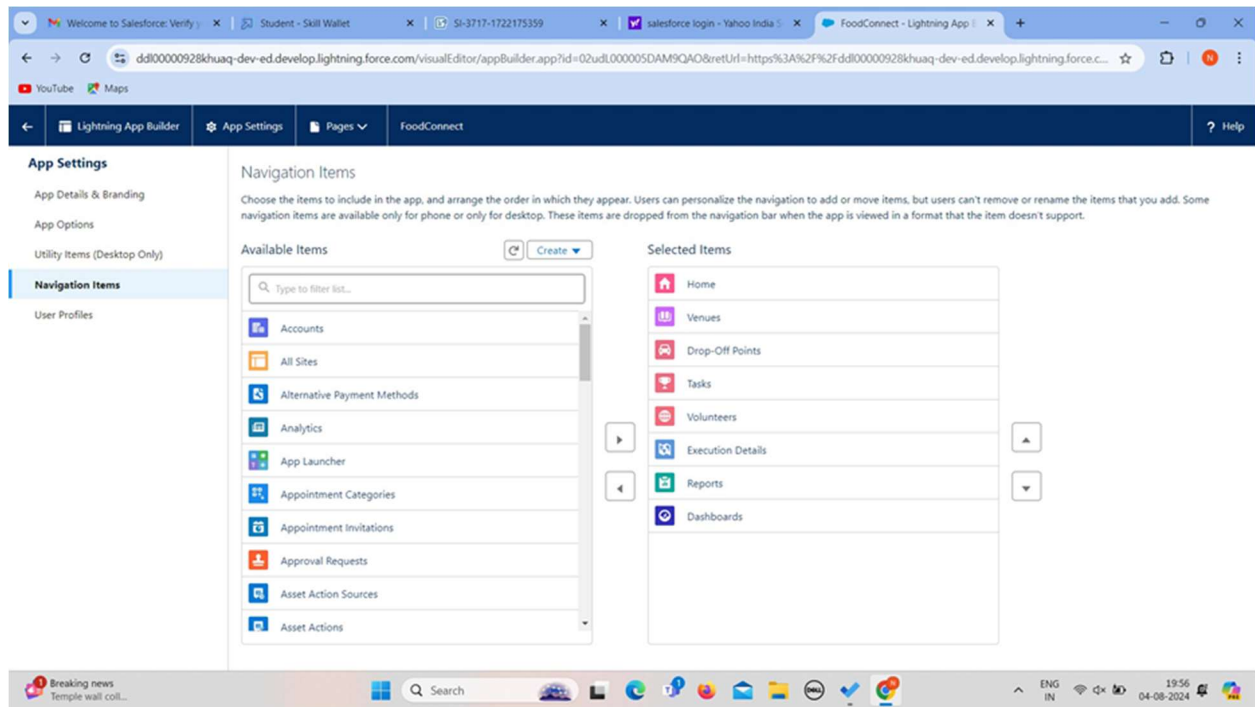 Welcome to Salesforce: Verify y
Student - Skill Wallet
SI-3717-1722175359
salesforce login - Yahoo India S
FoodConnect - Lightning App B
ddl00000928khuaq-dev-ed.develop.lightning.force.com/visualEditor/appBuilder.app?id=02udL000005DAM9QAO&retUrl=https%3A%2F%2Fddl00000928khuaq-dev-ed.develop.lightning.force.c...
N
YouTube
Maps
Lightning App Builder
App Settings
Pages
FoodConnect
? Help
App Settings
App Details & Branding
App Options
Utility Items (Desktop Only)
Navigation Items
User Profiles
Navigation Items
Choose the items to include in the app, and arrange the order in which they appear. Users can personalize the navigation to add or move items, but users can't remove or rename the items that you add. Some
navigation items are available only for phone or only for desktop. These items are dropped from the navigation bar when the app is viewed in a format that the item doesn't support.
Available Items
Create
Type to filter list...
Accounts
All Sites
Alternative Payment Methods
Analytics
App Launcher
Appointment Categories
Appointment Invitations
Approval Requests
Asset Action Sources
Asset Actions
Selected Items
Home
Venues
Drop-Off Points
Tasks
Volunteers
Execution Details
Reports
Dashboards
1
Breaking news
Temple wall coll...
Search
DELL
ENG
IN
19:56
04-08-2024